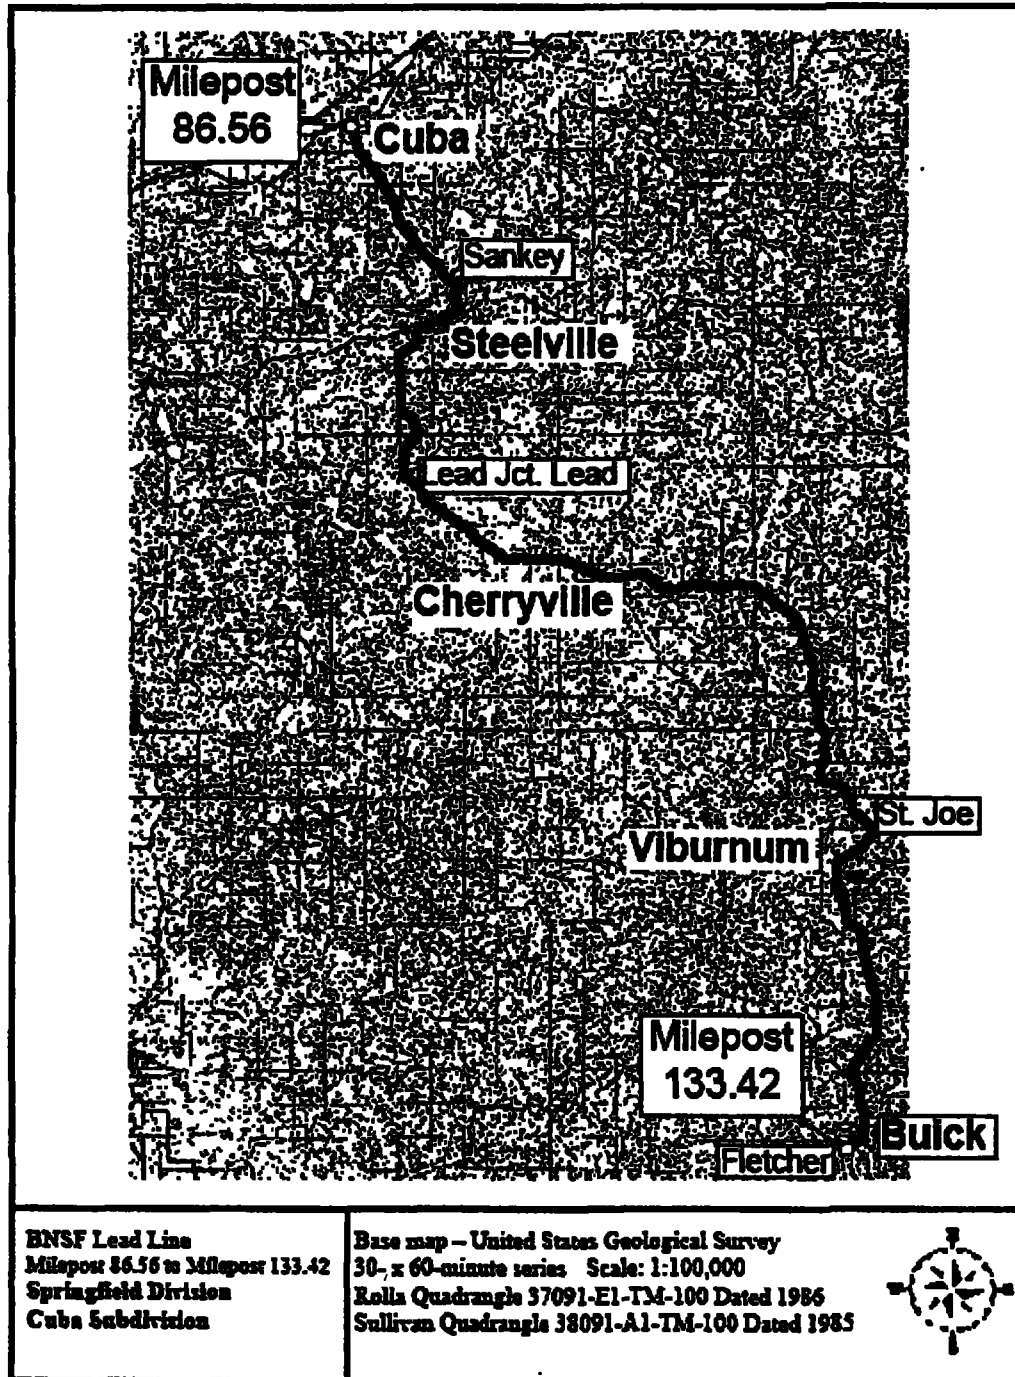 Milepost
86.56
Cuba
Sankey
Steelville
Lead Jct. Lead
Cherryville
St. Joe
Viburnum
Milepost
133.42
Buick
Fletcher
BNSF Lead Line
Milepost 86.56 to Milepost 133.42
Springfield Division
Cuba Subdivision
Base map – United States Geological Survey
30- x 60-minute series Scale: 1:100,000
Rolla Quadrangle 37091-E1-TM-100 Dated 1986
Sullivan Quadrangle 38091-A1-TM-100 Dated 1985